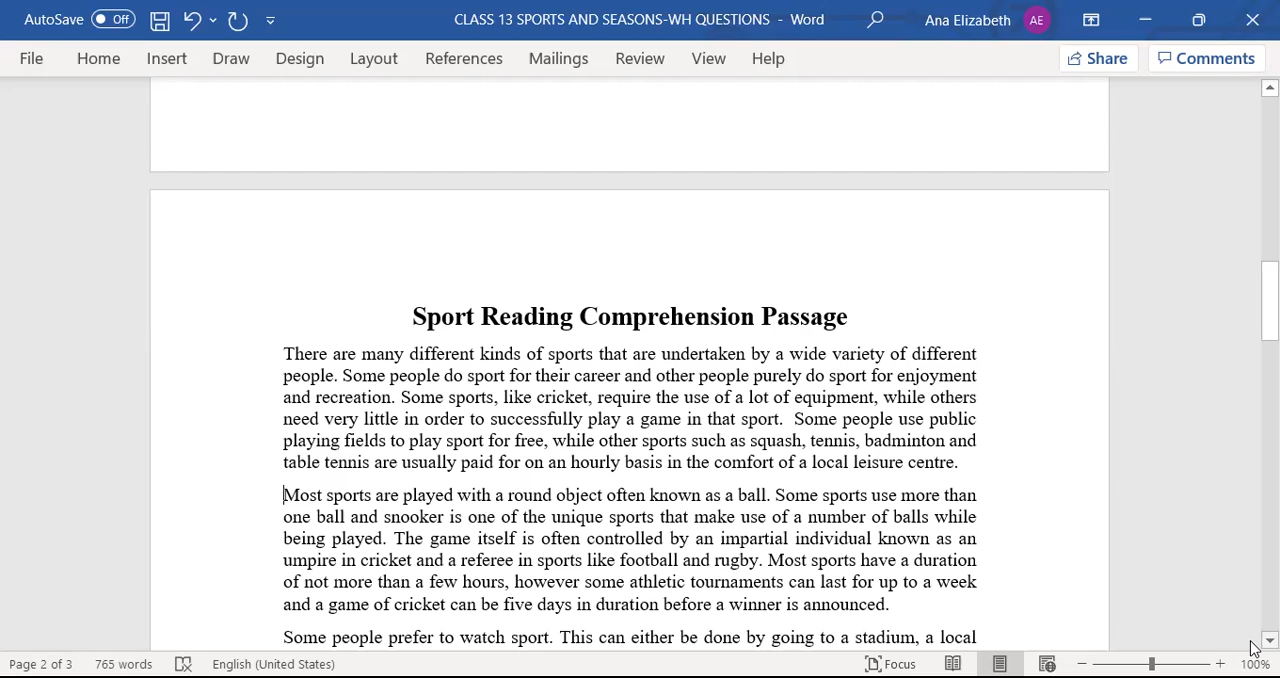 AutoSave Off CLASS 13 SPORTS AND SEASONS-WH QUESTIONS - Word Ana Elizabeth AE
File Home Insert Draw Design Layout References Mailings Review View Help Share Comments
Sport Reading Comprehension Passage
There are many different kinds of sports that are undertaken by a wide variety of different
people. Some people do sport for their career and other people purely do sport for enjoyment
and recreation. Some sports, like cricket, require the use of a lot of equipment, while others
need very little in order to successfully play a game in that sport.  Some people use public
playing fields to play sport for free, while other sports such as squash, tennis, badminton and
table tennis are usually paid for on an hourly basis in the comfort of a local leisure centre.
Most sports are played with a round object often known as a ball. Some sports use more than
one ball and snooker is one of the unique sports that make use of a number of balls while
being played. The game itself is often controlled by an impartial individual known as an
umpire in cricket and a referee in sports like football and rugby. Most sports have a duration
of not more than a few hours, however some athletic tournaments can last for up to a week
and a game of cricket can be five days in duration before a winner is announced.
Some people prefer to watch sport. This can either be done by going to a stadium, a local
Page 2 of 3 765 words English (United States) Focus 100%